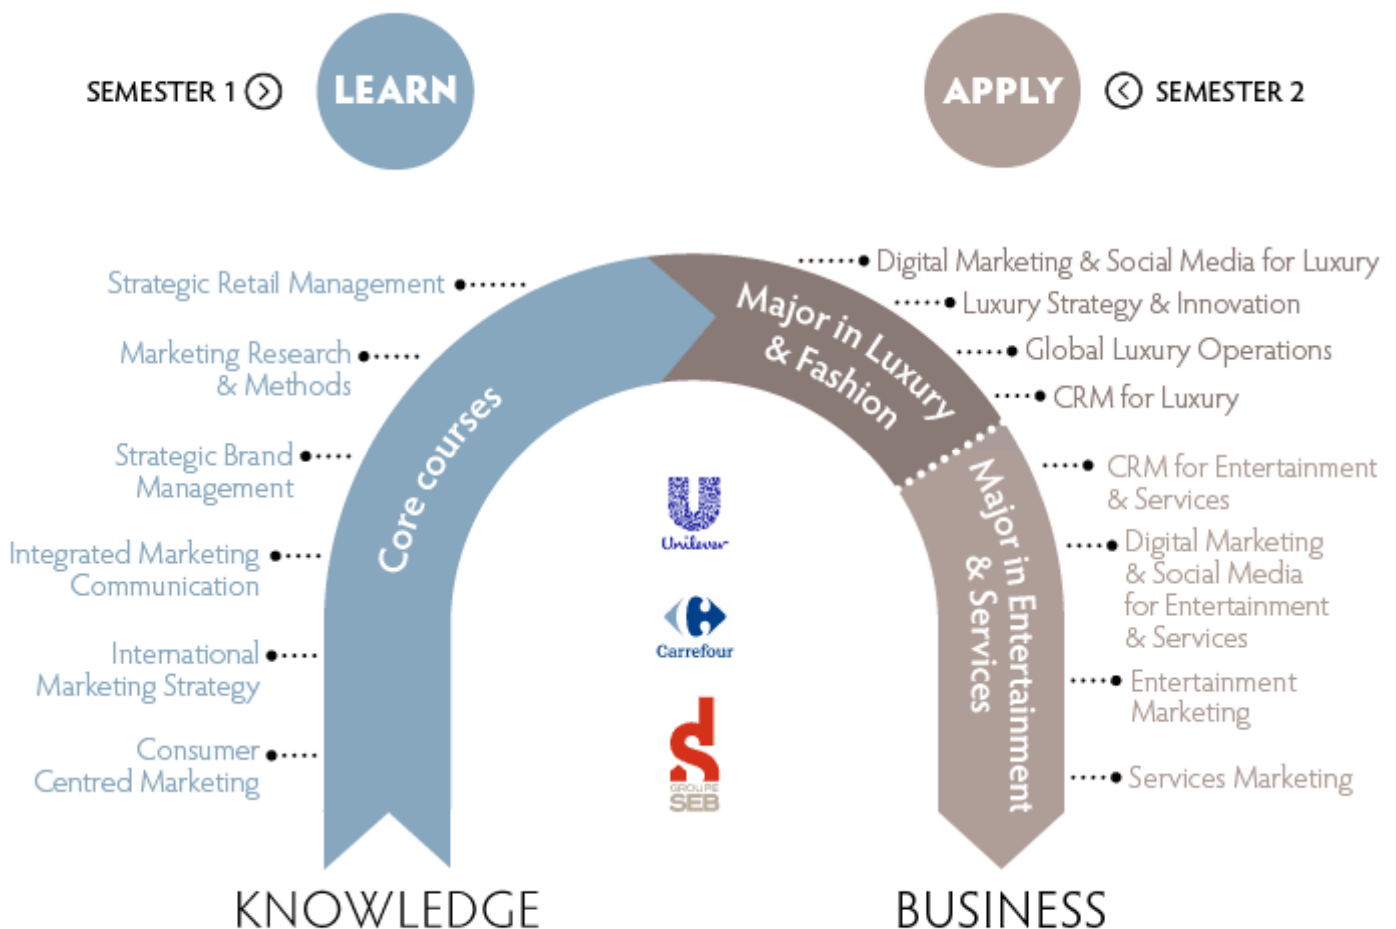 SEMESTER 1
LEARN
APPLY
SEMESTER 2
Strategic Retail Management
Marketing Research
& Methods
Strategic Brand
Management
Integrated Marketing
Communication
International
Marketing Strategy
Consumer
Centred Marketing
Core courses
Major in Luxury
& Fashion
Major in Entertainment
& Services
Digital Marketing & Social Media for Luxury
Luxury Strategy & Innovation
Global Luxury Operations
CRM for Luxury
CRM for Entertainment
& Services
Digital Marketing
& Social Media
for Entertainment
& Services
Entertainment
Marketing
Services Marketing
Unilever
Carrefour
GROUPE
SEB
KNOWLEDGE
BUSINESS